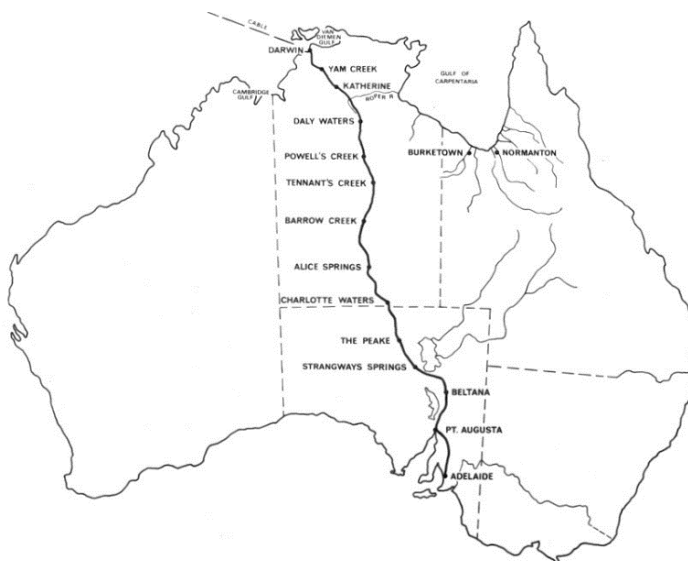 CABLE
VAN
DIEMEN
GULF
DARWIN
YAM CREEK
GULF OF
CARPENTARIA
KATHERINE
CAMBRIDGE
GULF
ROPER R
DALY WATERS
BURKETOWN
NORMANTON
POWELL'S CREEK
TENNANT'S CREEK
BARROW CREEK
ALICE SPRINGS
CHARLOTTE WATERS
THE PEAKE
STRANGWAYS SPRINGS
BELTANA
PT. AUGUSTA
ADELAIDE